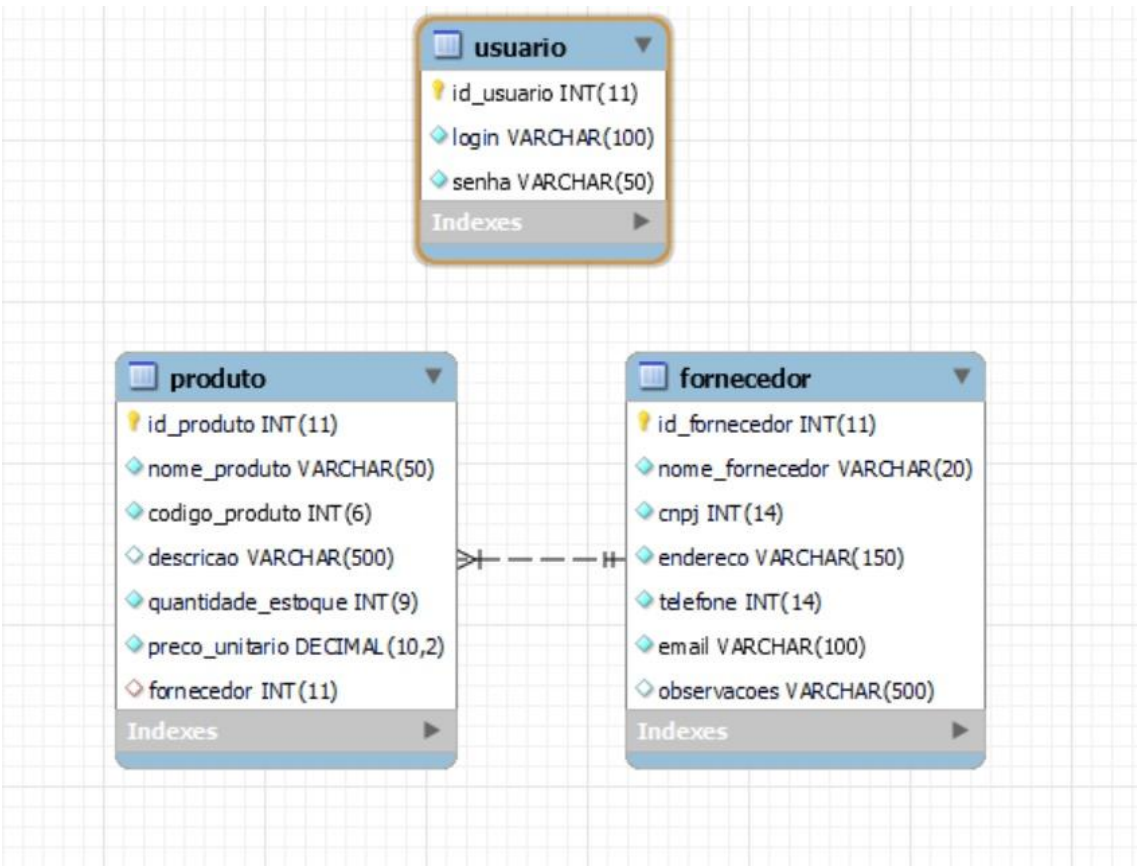 usuario
id_usuario INT(11)
login VARCHAR(100)
senha VARCHAR(50)
Indexes
produto
id_produto INT(11)
nome_produto VARCHAR(50)
codigo_produto INT(6)
descricao VARCHAR(500)
quantidade_estoque INT(9)
preco_unitario DECIMAL(10,2)
fornecedor INT(11)
Indexes
fornecedor
id_fornecedor INT(11)
nome_fornecedor VARCHAR(20)
cnpj INT(14)
endereco VARCHAR(150)
telefone INT(14)
email VARCHAR(100)
observacoes VARCHAR(500)
Indexes